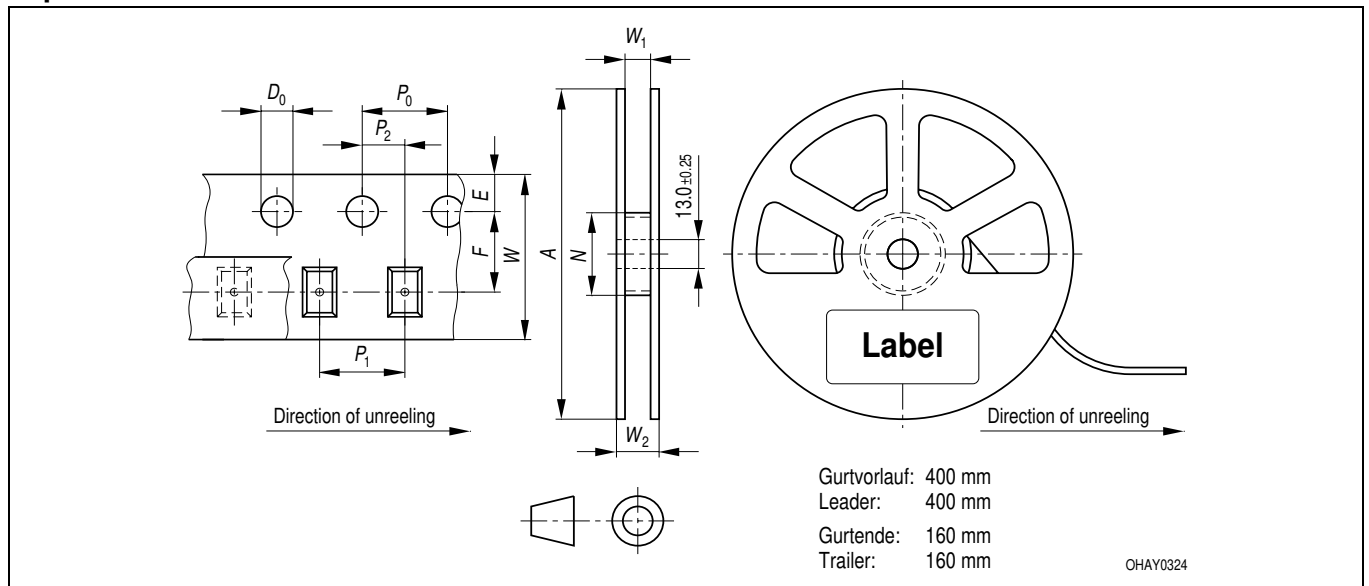 W₁
D₀
P₀
P₂
E
F
W
A
N
13.0±0.25
P₁
Label
Direction of unreeling
W₂
Direction of unreeling
Gurtvorlauf: 400 mm
Leader: 400 mm
Gurtende: 160 mm
Trailer: 160 mm
OHAY0324